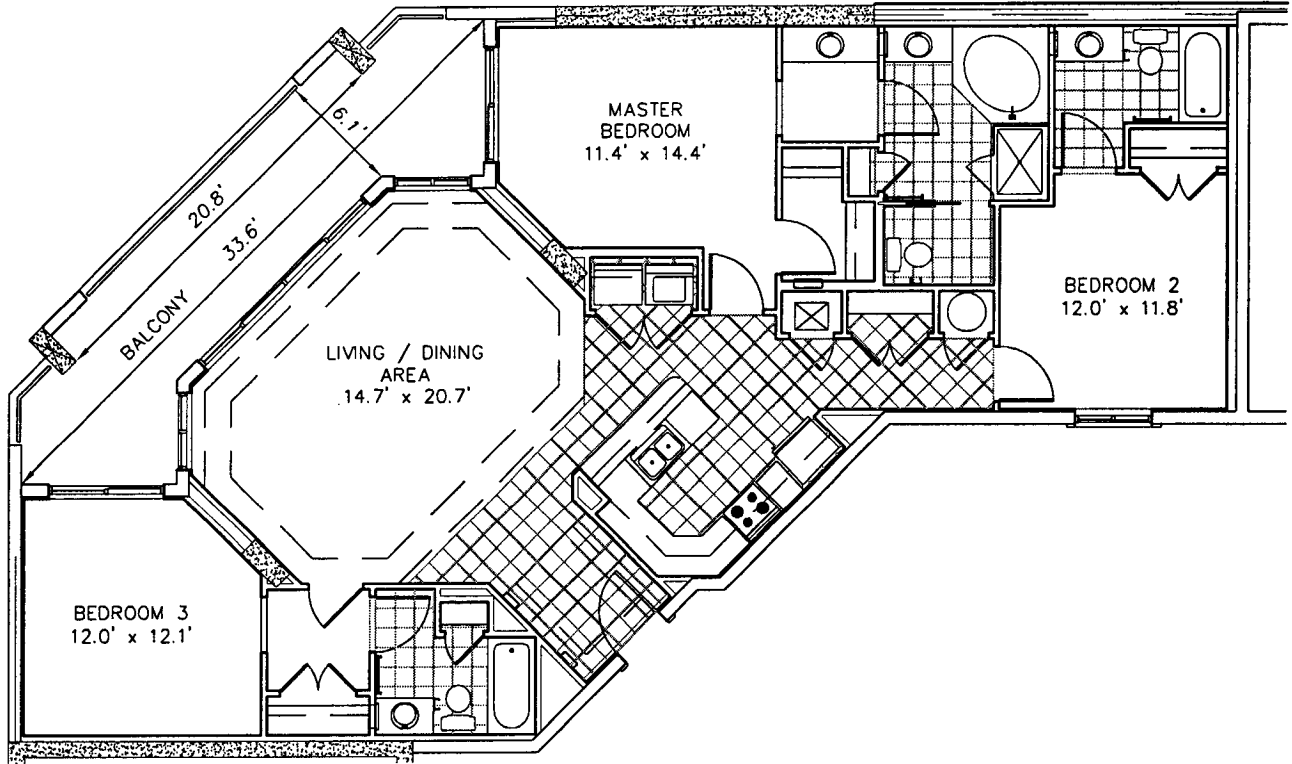 MASTER
BEDROOM
11.4' x 14.4'
6.1'
20.8'
33.6'
BALCONY
BEDROOM 2
12.0' x 11.8'
LIVING / DINING
AREA
14.7' x 20.7'
BEDROOM 3
12.0' x 12.1'